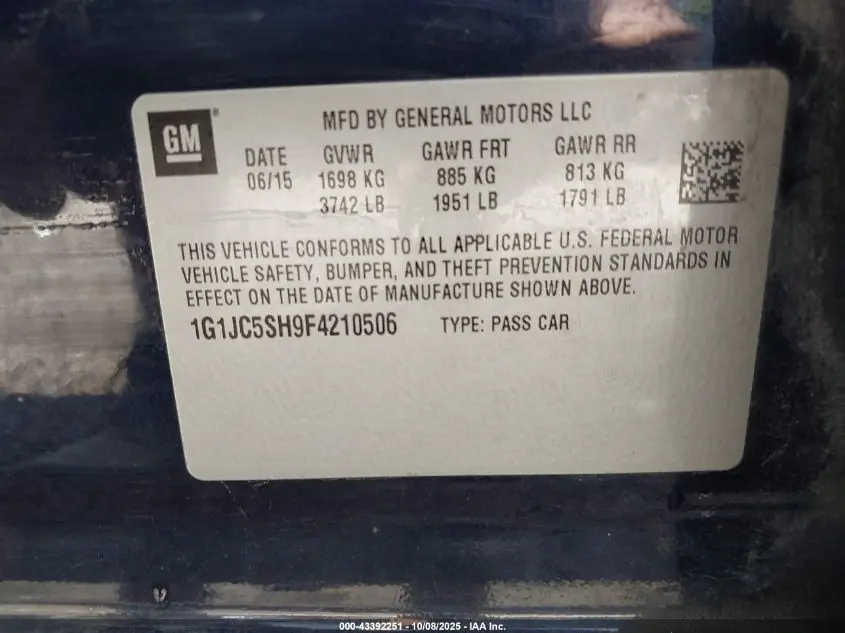 GM
MFD BY GENERAL MOTORS LLC
DATE GVWR GAWR FRT GAWR RR
06/15 1698 KG 885 KG 813 KG
3742 LB 1951 LB 1791 LB
THIS VEHICLE CONFORMS TO ALL APPLICABLE U.S. FEDERAL MOTOR
VEHICLE SAFETY, BUMPER, AND THEFT PREVENTION STANDARDS IN
EFFECT ON THE DATE OF MANUFACTURE SHOWN ABOVE.
1G1JC5SH9F4210506 TYPE: PASS CAR
000-43392251 - 10/08/2025 - IAA Inc.